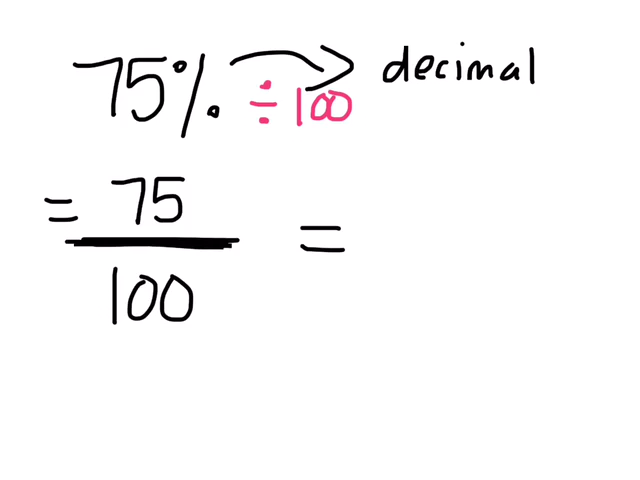 75% ÷ 100 decimal
= 75
100 =